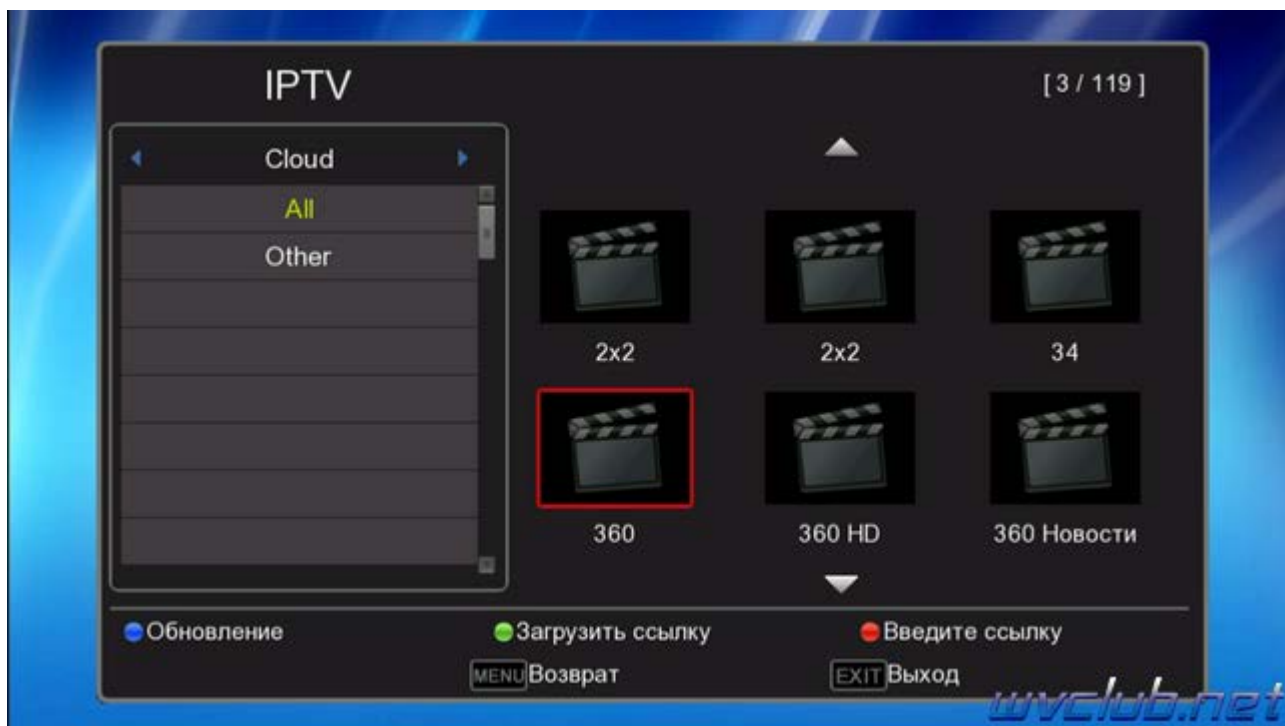 IPTV
[ 3 / 119 ]
Cloud
All
Other
2x2
2x2
34
360
360 HD
360 Новости
Обновление
Загрузить ссылку
Введите ссылку
MENU Возврат
EXIT Выход
wvclub.net